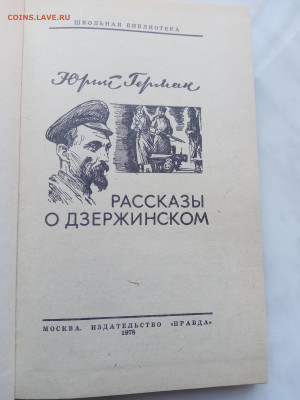 COINS.LAVE.RU
ШКОЛЬНАЯ БИБЛИОТЕКА
Юрий Герман
РАССКАЗЫ
О ДЗЕРЖИНСКОМ
МОСКВА. ИЗДАТЕЛЬСТВО «ПРАВДА»
1978